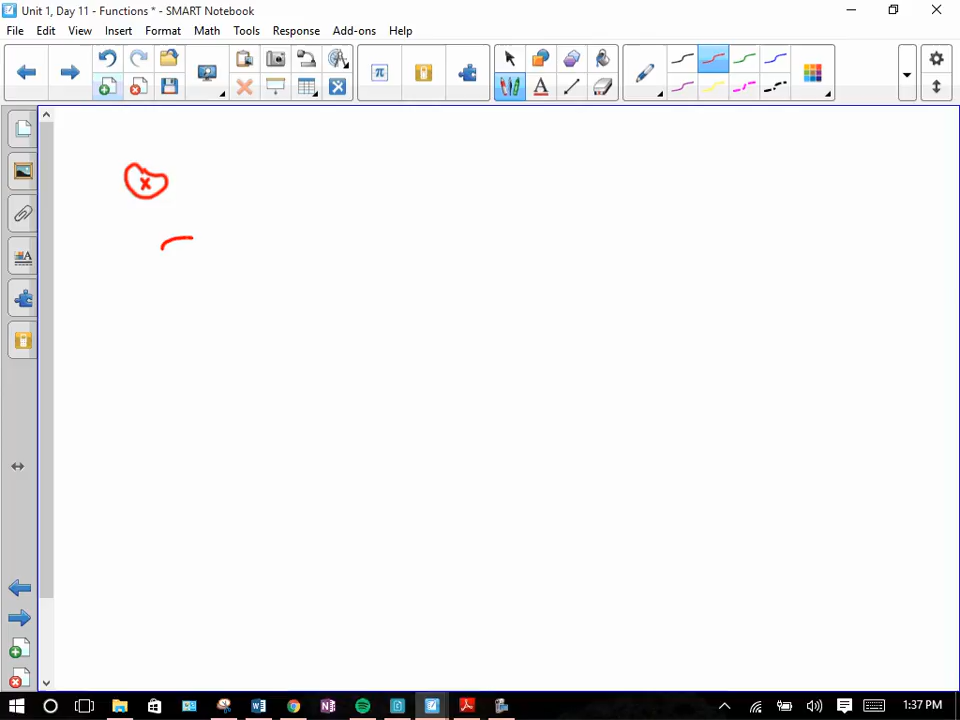 Unit 1, Day 11 - Functions * - SMART Notebook
File Edit View Insert Format Math Tools Response Add-ons Help
x
1:37 PM